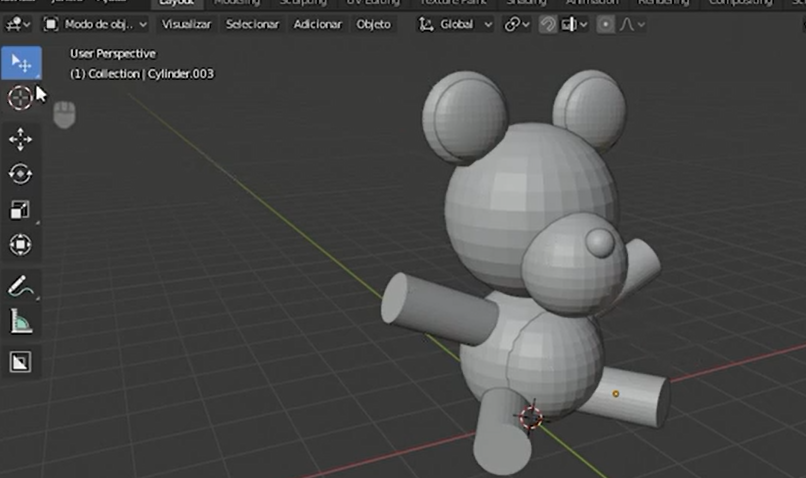 Layout Modeling Sculpting UV Editing Texture Paint Shading Animation Rendering Compositing
Modo de obj.. Visualizar Selecionar Adicionar Objeto Global
User Perspective
(1) Collection | Cylinder.003